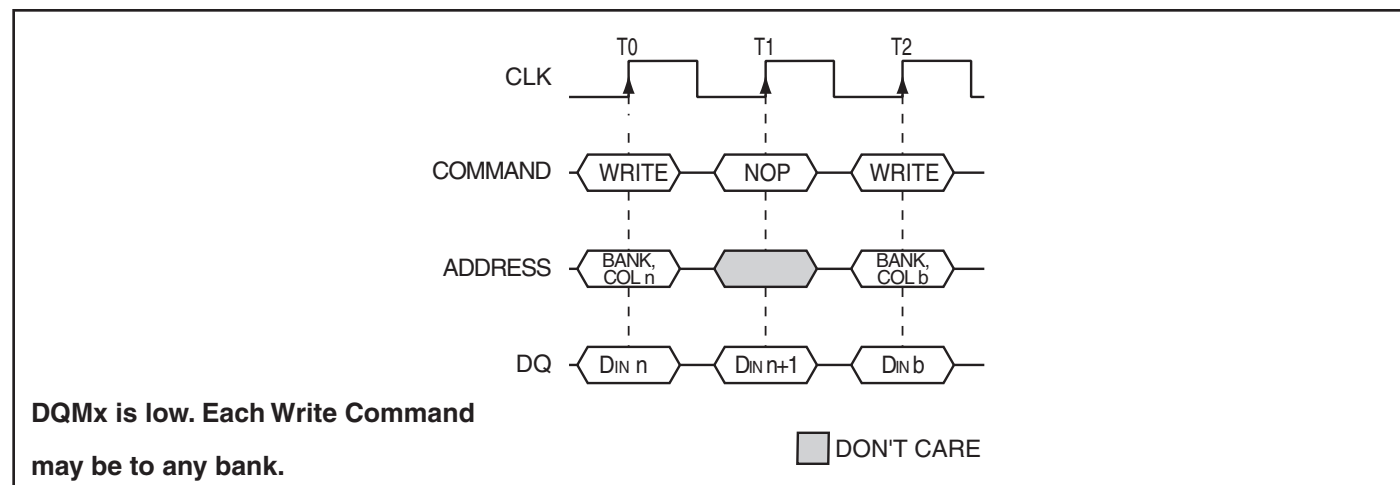 T0 T1 T2
CLK
COMMAND WRITE NOP WRITE
ADDRESS BANK, COL n BANK, COL b
DQ DIN n DIN n+1 DIN b
DQMx is low. Each Write Command
may be to any bank.
DON'T CARE